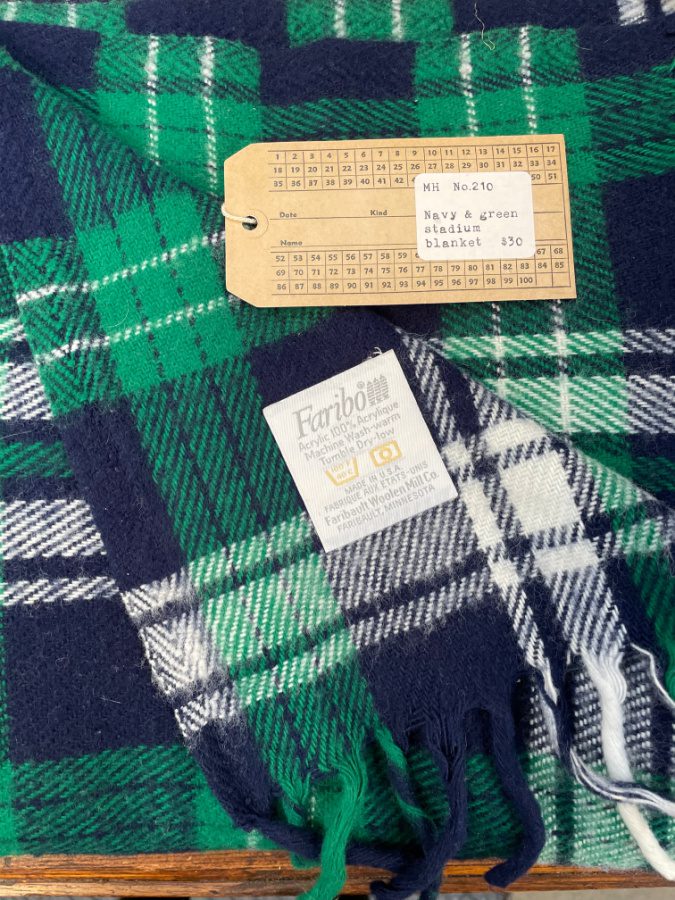 1 2 3 4 5 6 7 8 9 10 11 12 13 14 15 16 17
18 19 20 21 22 23 24 25 26 27 28 29 30 31 32 33 34
35 36 37 38 39 40 41 42 50 51
MH No.210
Date Kind
Navy & green
stadium
blanket $30
Name
52 53 54 55 56 57 58 59 60 67 68
69 70 71 72 73 74 75 76 77 78 79 80 81 82 83 84 85
86 87 88 89 90 91 92 93 94 95 96 97 98 99 100
Faribo®
Acrylic 100% Acrylique
Machine Wash-warm
Tumble Dry-low
MADE IN U.S.A.
FABRIQUE AUX ETATS-UNIS
Faribault Woolen Mill Co.
FARIBAULT, MINNESOTA